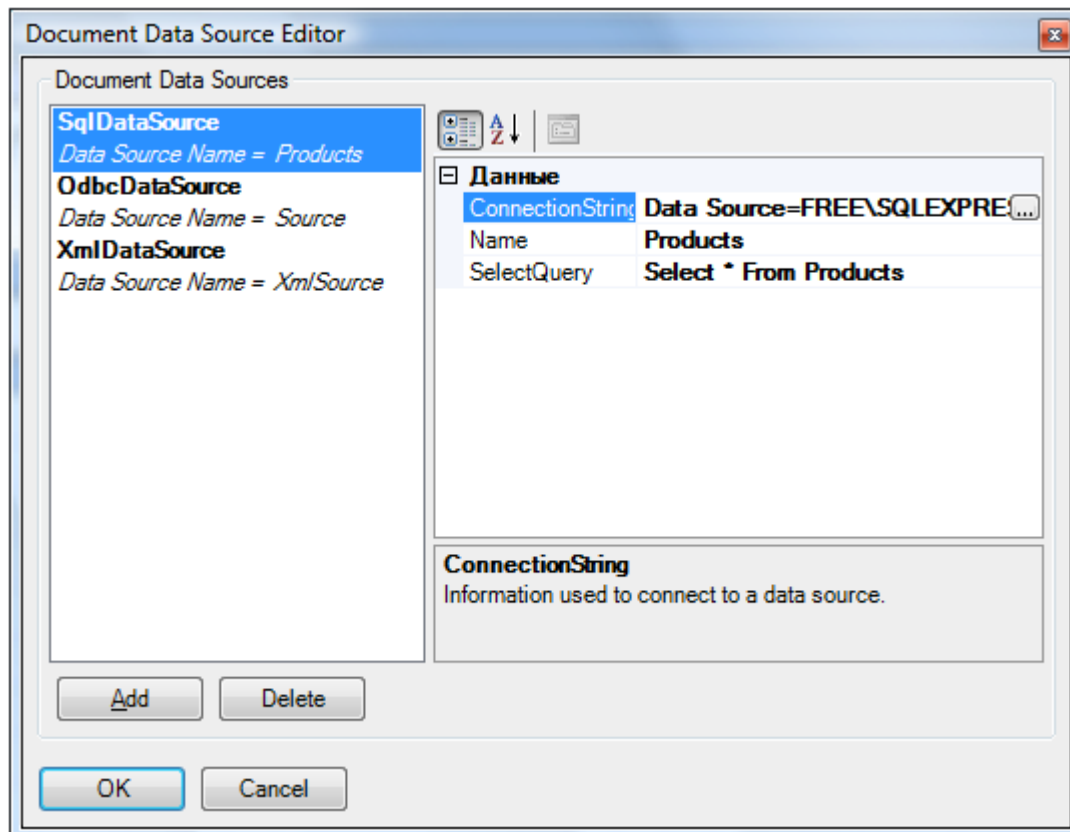 Document Data Source Editor
Document Data Sources
SqlDataSource
Data Source Name = Products
OdbcDataSource
Data Source Name = Source
XmlDataSource
Data Source Name = XmlSource
Данные
ConnectionString Data Source=FREE\SQLEXPRES ...
Name Products
SelectQuery Select * From Products
ConnectionString
Information used to connect to a data source.
Add Delete
OK Cancel